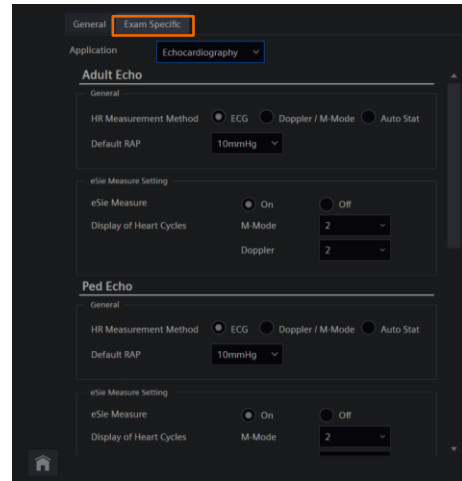 General Exam Specific
Application Echocardiography
Adult Echo
General
HR Measurement Method ECG Doppler / M-Mode Auto Stat
Default RAP 10mmHg
eSie Measure Setting
eSie Measure On Off
Display of Heart Cycles M-Mode 2
Doppler 2
Ped Echo
General
HR Measurement Method ECG Doppler / M-Mode Auto Stat
Default RAP 10mmHg
eSie Measure Setting
eSie Measure On Off
Display of Heart Cycles M-Mode 2